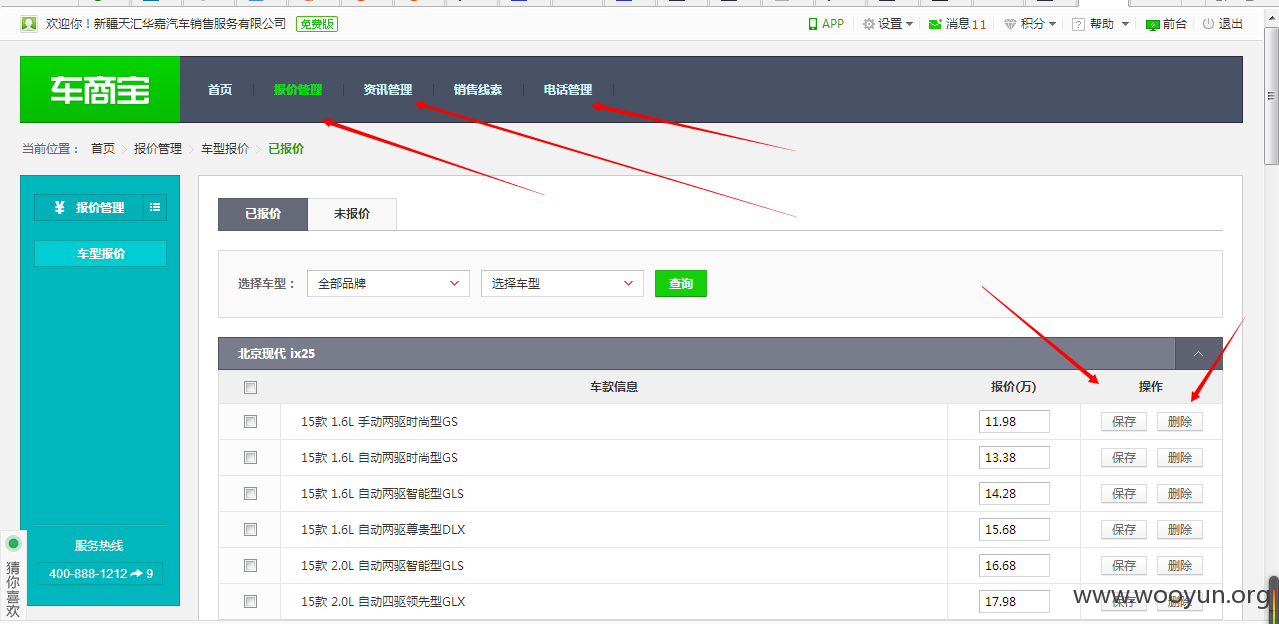 欢迎你！新疆天汇华嘉汽车销售服务有限公司 免费版 APP 设置 消息 11 积分 ? 帮助 前台 退出
车商宝 首页 报价管理 资讯管理 销售线索 电话管理
当前位置： 首页 报价管理 车型报价 已报价
¥ 报价管理
车型报价
服务热线
400-888-1212 9
猜你喜欢
已报价 未报价
选择车型： 全部品牌 选择车型 查询
北京现代 ix25
车款信息 报价(万) 操作
15款 1.6L 手动两驱时尚型GS 11.98 保存 删除
15款 1.6L 自动两驱时尚型GS 13.38 保存 删除
15款 1.6L 自动两驱智能型GLS 14.28 保存 删除
15款 1.6L 自动两驱尊贵型DLX 15.68 保存 删除
15款 2.0L 自动两驱智能型GLS 16.68 保存 删除
15款 2.0L 自动四驱领先型GLX 17.98 保存 删除
www.wooyun.org